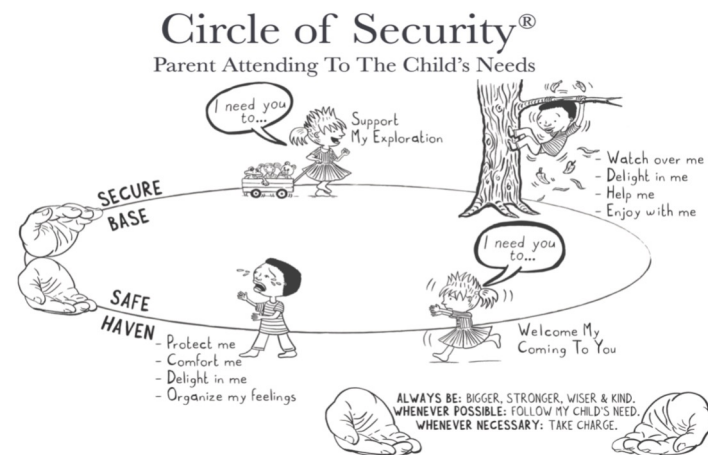 Circle of Security®
Parent Attending To The Child's Needs
I need you
to...
Support
My Exploration
- Watch over me
- Delight in me
- Help me
- Enjoy with me
SECURE
BASE
I need you
to...
SAFE
HAVEN
Welcome My
Coming To You
- Protect me
- Comfort me
- Delight in me
- Organize my feelings
ALWAYS BE: BIGGER, STRONGER, WISER & KIND.
WHENEVER POSSIBLE: FOLLOW MY CHILD'S NEED.
WHENEVER NECESSARY: TAKE CHARGE.